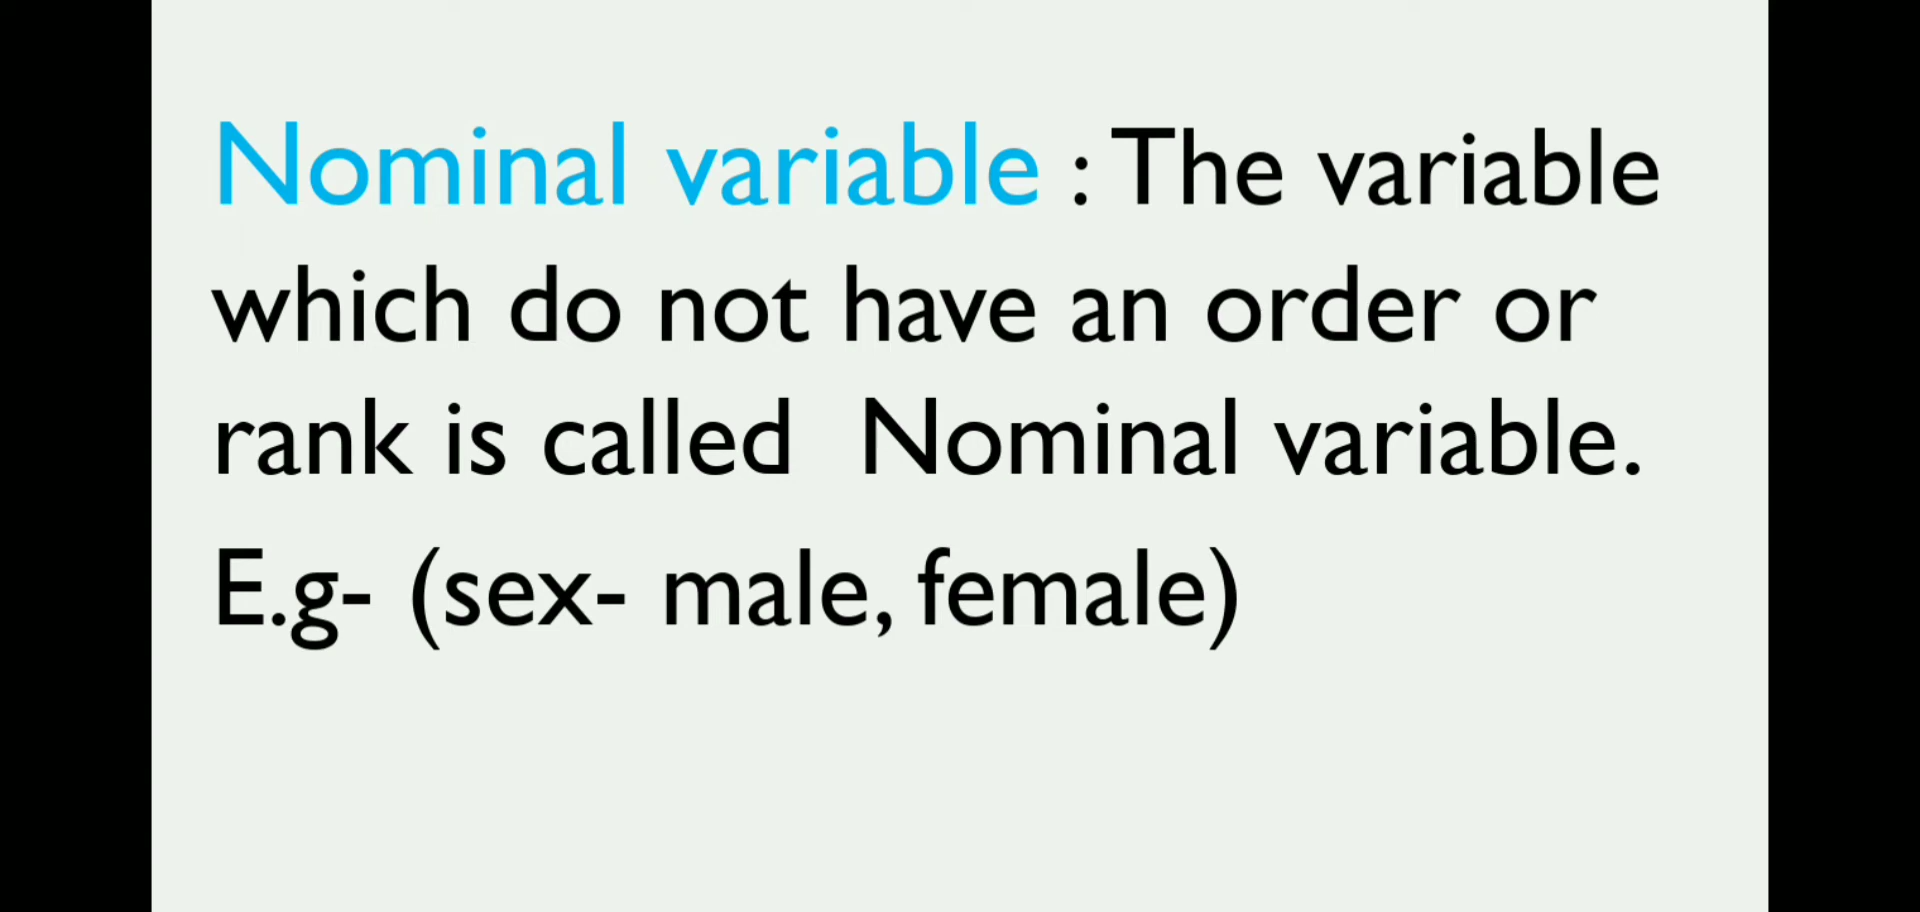 Nominal variable : The variable
which do not have an order or
rank is called  Nominal variable.
E.g- (sex- male, female)